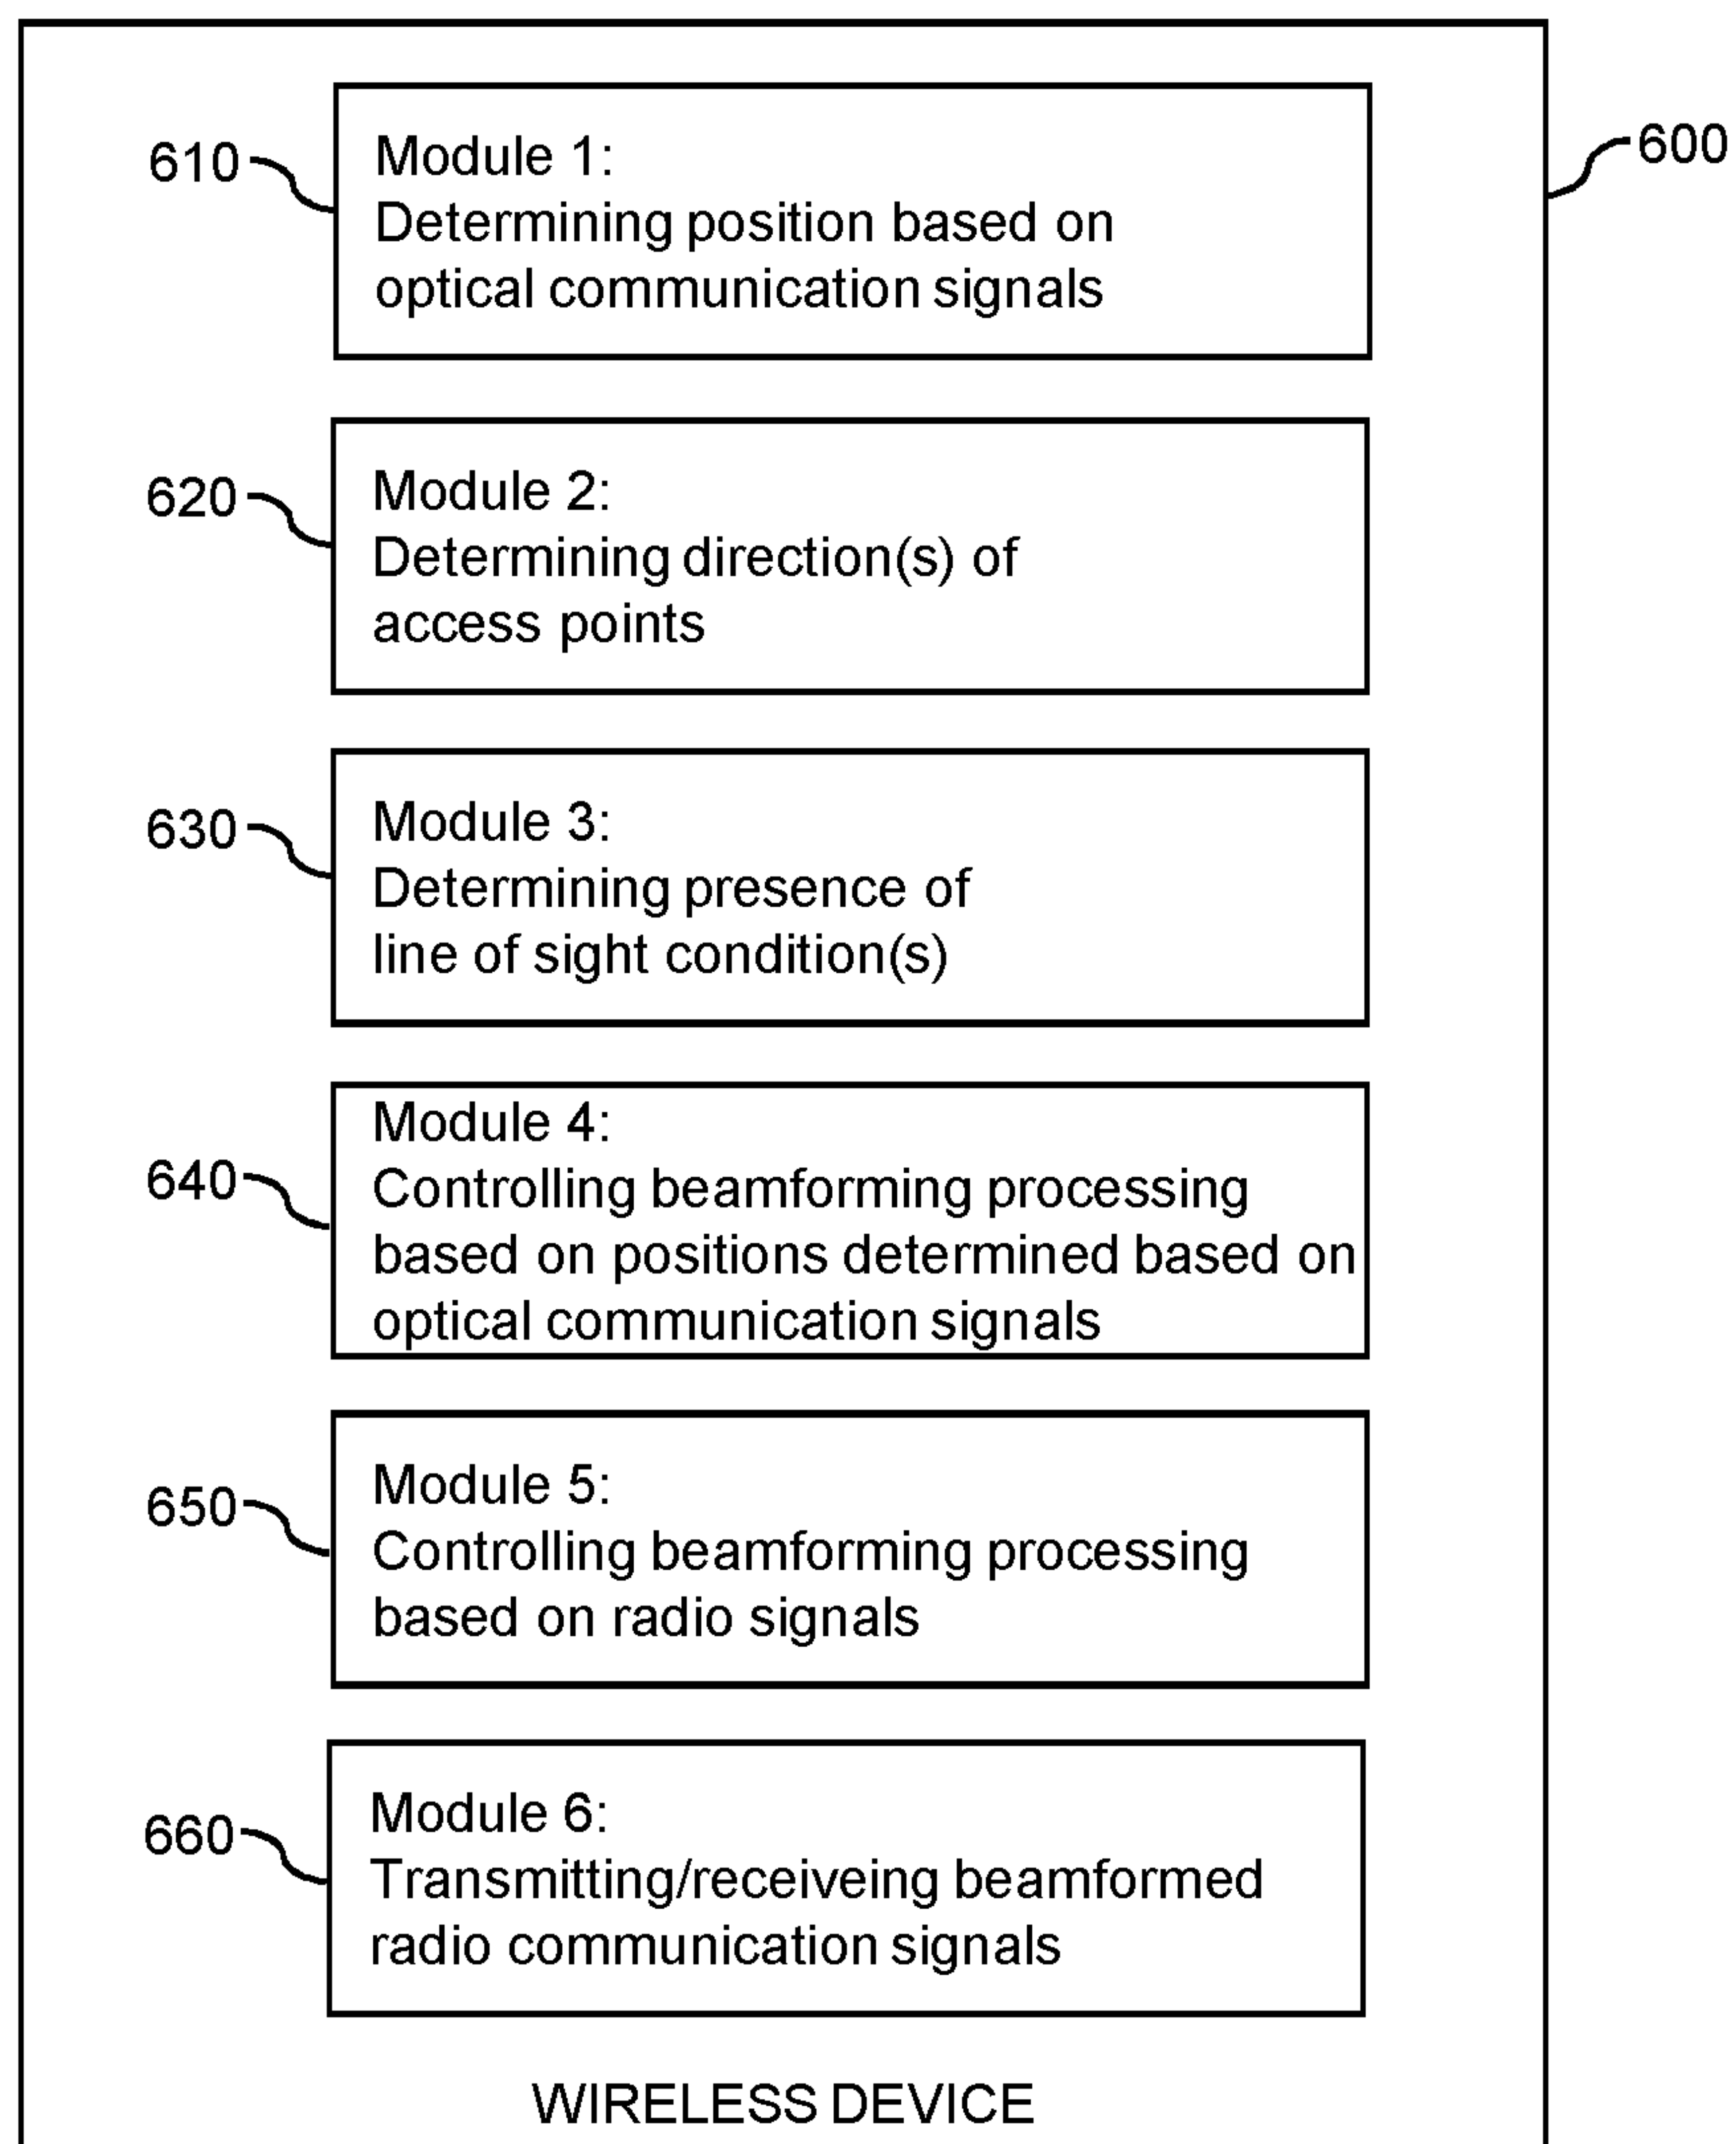 600
610
Module 1:
Determining position based on
optical communication signals
620
Module 2:
Determining direction(s) of
access points
630
Module 3:
Determining presence of
line of sight condition(s)
640
Module 4:
Controlling beamforming processing
based on positions determined based on
optical communication signals
650
Module 5:
Controlling beamforming processing
based on radio signals
660
Module 6:
Transmitting/receiveing beamformed
radio communication signals
WIRELESS DEVICE